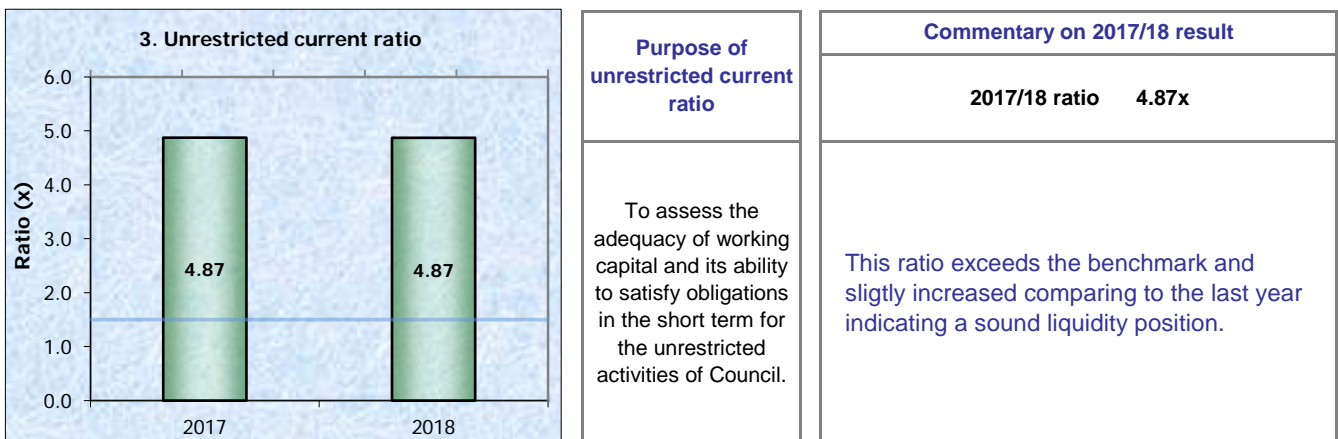 3. Unrestricted current ratio
6.0
5.0
4.0
3.0
2.0
1.0
0.0
Ratio (x)
4.87
4.87
2017
2018
Purpose of
unrestricted current
ratio
To assess the
adequacy of working
capital and its ability
to satisfy obligations
in the short term for
the unrestricted
activities of Council.
Commentary on 2017/18 result
2017/18 ratio 4.87x
This ratio exceeds the benchmark and
sligtly increased comparing to the last year
indicating a sound liquidity position.